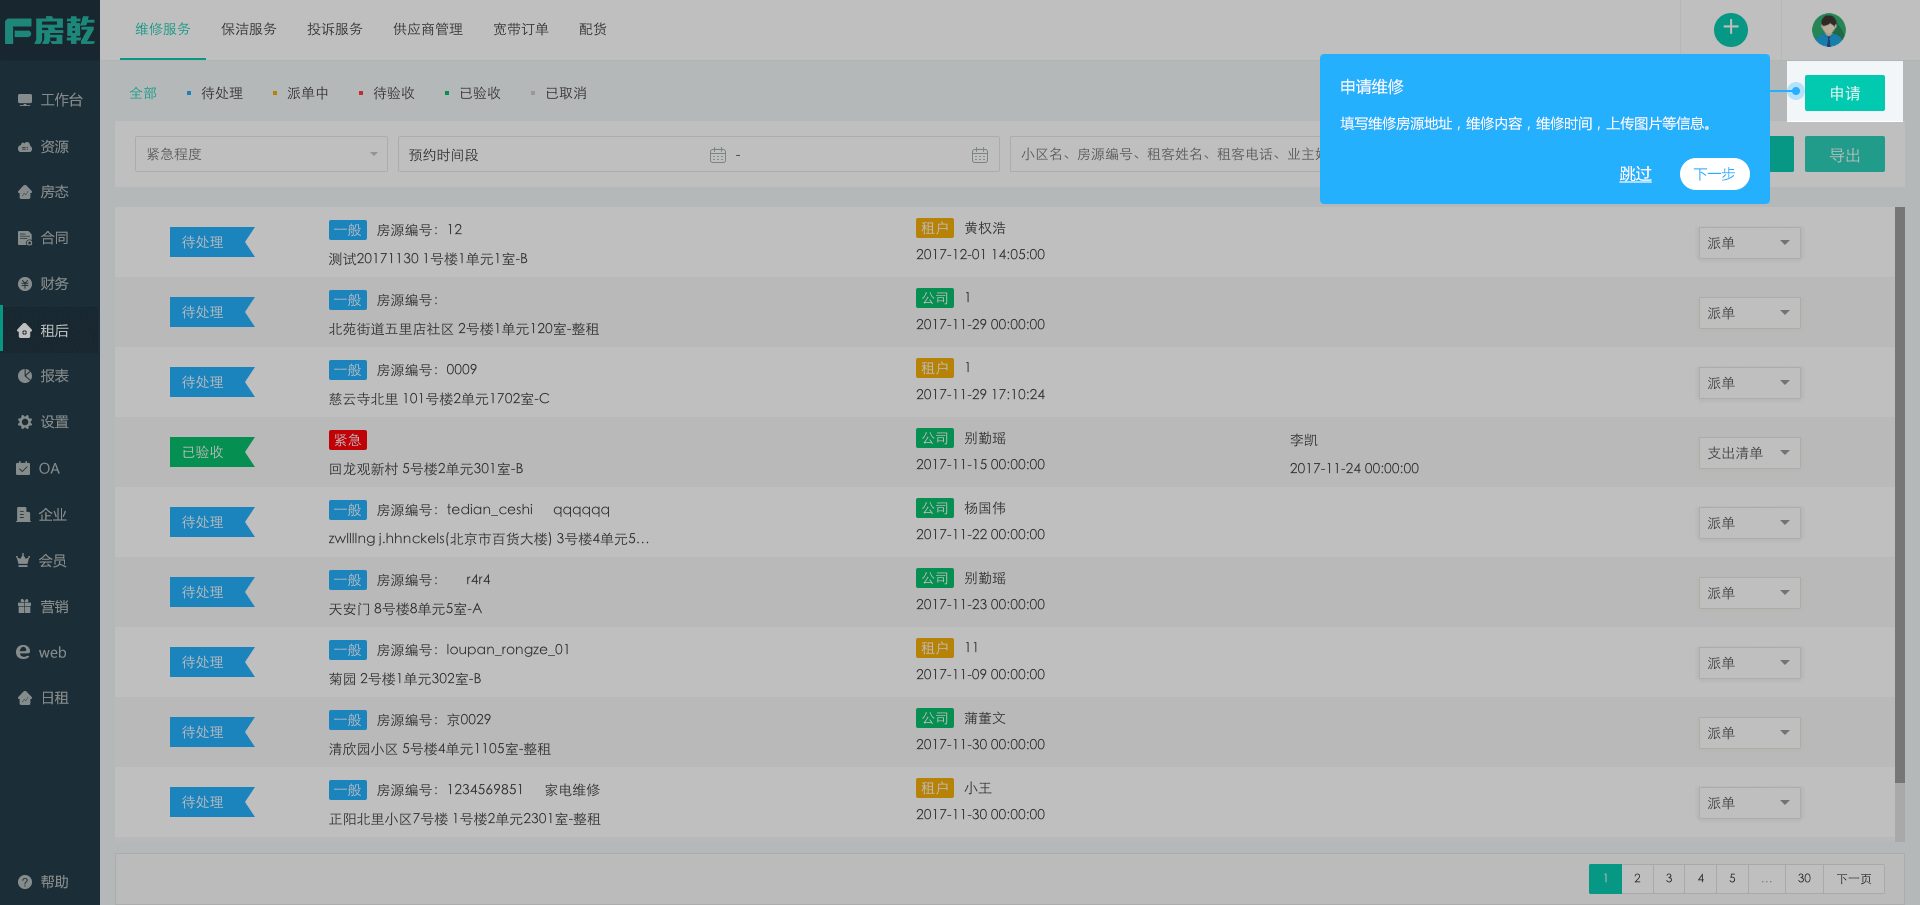 房乾
维修服务 保洁服务 投诉服务 供应商管理 宽带订单 配货
工作台
资源
房态
合同
财务
租后
报表
设置
OA
企业
会员
营销
web
日租
帮助
全部 待处理 派单中 待验收 已验收 已取消
申请维修
填写维修房源地址，维修内容，维修时间，上传图片等信息。
跳过 下一步
申请
紧急程度 预约时间段 - 小区名、房源编号、租客姓名、租客电话、业主 导出
待处理 一般 房源编号：12 租户 黄权浩 派单
测试20171130 1号楼1单元1室-B 2017-12-01 14:05:00
待处理 一般 房源编号： 公司 1 派单
北苑街道五里店社区 2号楼1单元120室-整租 2017-11-29 00:00:00
待处理 一般 房源编号：0009 租户 1 派单
慈云寺北里 101号楼2单元1702室-C 2017-11-29 17:10:24
已验收 紧急 公司 别勤瑶 李凯 支出清单
回龙观新村 5号楼2单元301室-B 2017-11-15 00:00:00 2017-11-24 00:00:00
待处理 一般 房源编号：tedian_ceshi qqqqqq 公司 杨国伟 派单
zwllllng j.hhnckels(北京市百货大楼) 3号楼4单元5... 2017-11-22 00:00:00
待处理 一般 房源编号： r4r4 公司 别勤瑶 派单
天安门 8号楼8单元5室-A 2017-11-23 00:00:00
待处理 一般 房源编号：loupan_rongze_01 租户 11 派单
菊园 2号楼1单元302室-B 2017-11-09 00:00:00
待处理 一般 房源编号：京0029 公司 蒲董文 派单
清欣园小区 5号楼4单元1105室-整租 2017-11-30 00:00:00
待处理 一般 房源编号：1234569851 家电维修 租户 小王 派单
正阳北里小区7号楼 1号楼2单元2301室-整租 2017-11-30 00:00:00
1 2 3 4 5 ... 30 下一页